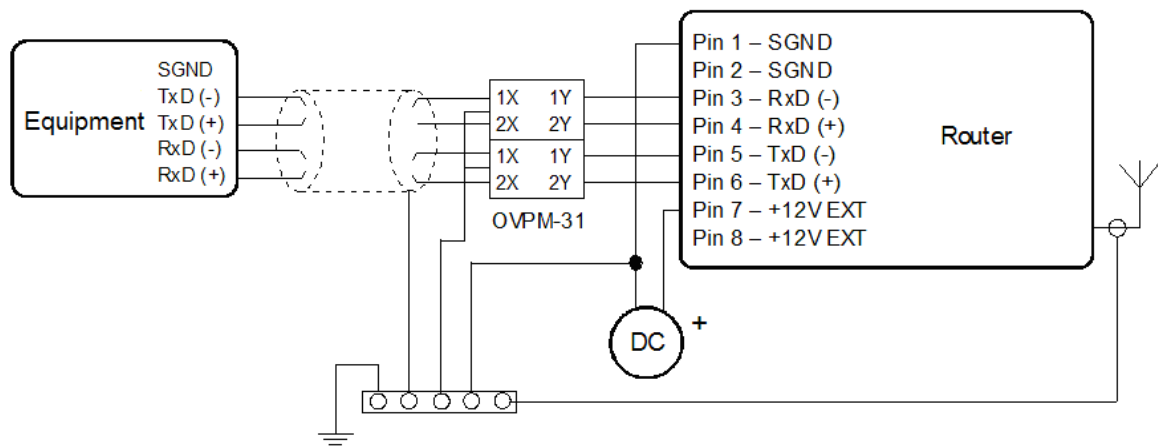 Equipment
SGND
TxD (-)
TxD (+)
RxD (-)
RxD (+)
1X 1Y
2X 2Y
1X 1Y
2X 2Y
OVPM-31
Pin 1 – SGND
Pin 2 – SGND
Pin 3 – RxD (-)
Pin 4 – RxD (+)
Pin 5 – TxD (-)
Pin 6 – TxD (+)
Pin 7 – +12V EXT
Pin 8 – +12V EXT
Router
DC +